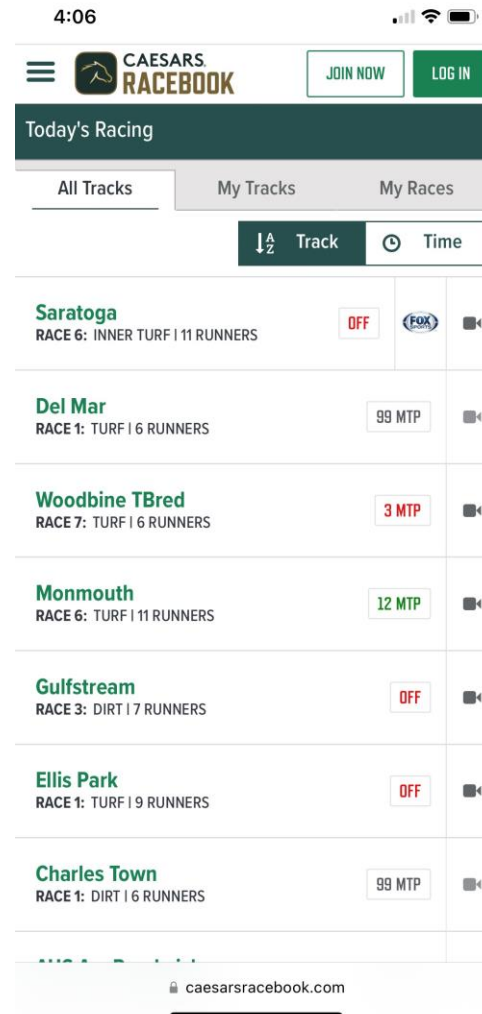 4:06
CAESARS
RACEBOOK
JOIN NOW
LOG IN
Today's Racing
All Tracks
My Tracks
My Races
A
Z
Track
Time
Saratoga
RACE 6: INNER TURF | 11 RUNNERS
OFF
FOX
SPORTS
Del Mar
RACE 1: TURF | 6 RUNNERS
99 MTP
Woodbine TBred
RACE 7: TURF | 6 RUNNERS
3 MTP
Monmouth
RACE 6: TURF | 11 RUNNERS
12 MTP
Gulfstream
RACE 3: DIRT | 7 RUNNERS
OFF
Ellis Park
RACE 1: TURF | 9 RUNNERS
OFF
Charles Town
RACE 1: DIRT | 6 RUNNERS
99 MTP
caesarsracebook.com